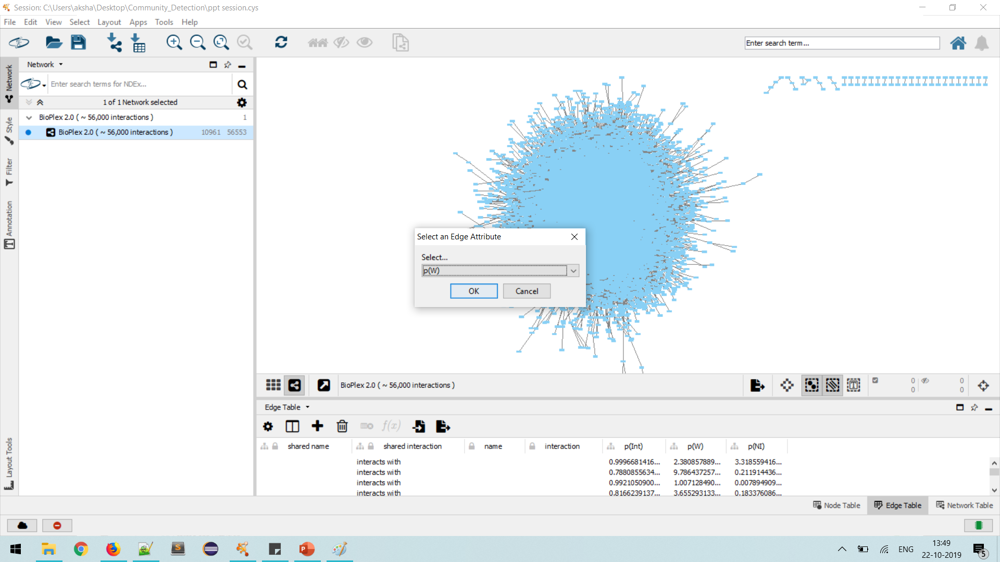 Session: C:\Users\aksha\Desktop\Community_Detection\ppt session.cys
File Edit View Select Layout Apps Tools Help
Enter search term...
Network
Enter search terms for NDEx...
1 of 1 Network selected
BioPlex 2.0 ( ~ 56,000 interactions ) 1
BioPlex 2.0 ( ~ 56,000 interactions ) 10961 56553
Network
Style
Filter
Annotation
Layout Tools
Select an Edge Attribute
Select...
p(W)
OK Cancel
BioPlex 2.0 ( ~ 56,000 interactions )
0 0
0 0
Edge Table
f(x)
shared name shared interaction name interaction p(Int) p(W) p(NI)
interacts with 0.9996681416... 2.380857889... 3.318559416...
interacts with 0.7880855634... 9.786437257... 0.211914436...
interacts with 0.9921050900... 1.007128490... 0.007894909...
interacts with 0.8166239137... 3.655293133... 0.183376086...
Node Table Edge Table Network Table
ENG
13:49
22-10-2019
5